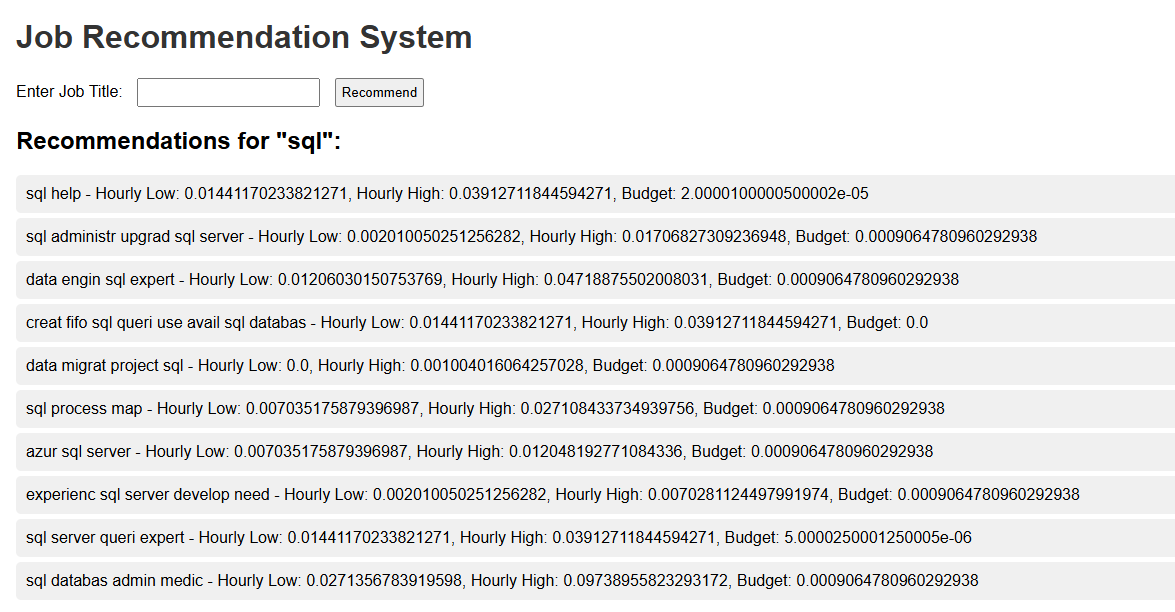 Job Recommendation System
Enter Job Title: Recommend
Recommendations for "sql":
sql help - Hourly Low: 0.01441170233821271, Hourly High: 0.03912711844594271, Budget: 2.0000100000500002e-05
sql administr upgrad sql server - Hourly Low: 0.002010050251256282, Hourly High: 0.01706827309236948, Budget: 0.0009064780960292938
data engin sql expert - Hourly Low: 0.01206030150753769, Hourly High: 0.04718875502008031, Budget: 0.0009064780960292938
creat fifo sql queri use avail sql databas - Hourly Low: 0.01441170233821271, Hourly High: 0.03912711844594271, Budget: 0.0
data migrat project sql - Hourly Low: 0.0, Hourly High: 0.001004016064257028, Budget: 0.0009064780960292938
sql process map - Hourly Low: 0.007035175879396987, Hourly High: 0.027108433734939756, Budget: 0.0009064780960292938
azur sql server - Hourly Low: 0.007035175879396987, Hourly High: 0.012048192771084336, Budget: 0.0009064780960292938
experienc sql server develop need - Hourly Low: 0.002010050251256282, Hourly High: 0.0070281124497991974, Budget: 0.0009064780960292938
sql server queri expert - Hourly Low: 0.01441170233821271, Hourly High: 0.03912711844594271, Budget: 5.0000250001250005e-06
sql databas admin medic - Hourly Low: 0.0271356783919598, Hourly High: 0.09738955823293172, Budget: 0.0009064780960292938